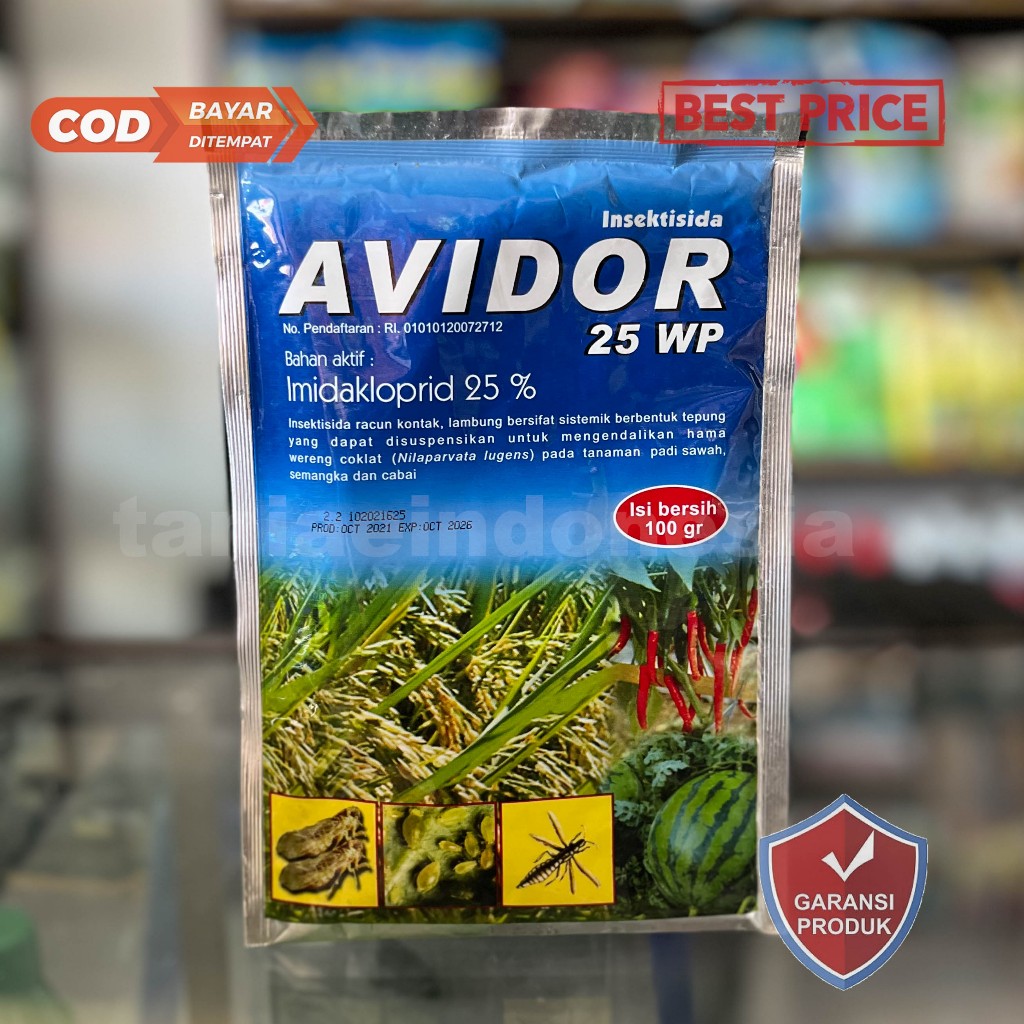 COD
BAYAR
DITEMPAT
BEST PRICE
Insektisida
AVIDOR
25 WP
No. Pendaftaran : RI. 01010120072712
Bahan aktif :
Imidakloprid 25 %
Insektisida racun kontak, lambung bersifat sistemik berbentuk tepung
yang dapat disuspensikan untuk mengendalikan hama
wereng coklat (Nilaparvata lugens) pada tanaman padi sawah,
semangka dan cabai
2.2 102021625
PROD:OCT 2021 EXP:OCT 2026
Isi bersih
100 gr
GARANSI
PRODUK